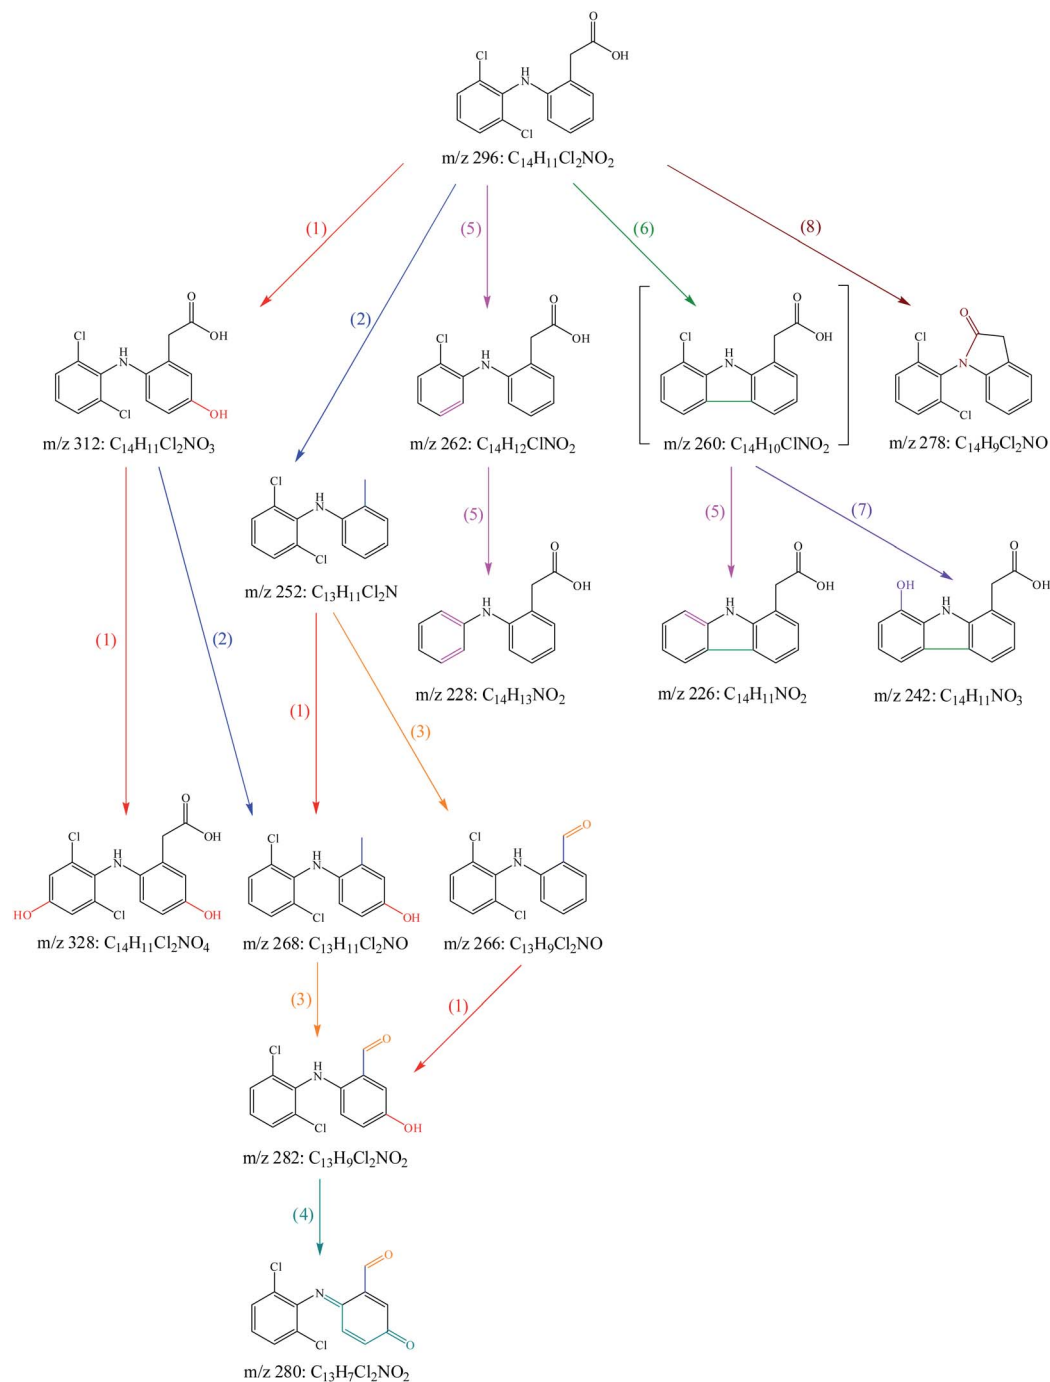 O
OH
Cl
H
N
Cl
m/z 296: C₁₄H₁₁Cl₂NO₂
(1)
(2)
(5)
(6)
(8)
O
OH
Cl
H
N
Cl
OH
m/z 312: C₁₄H₁₁Cl₂NO₃
O
OH
Cl
H
N
m/z 262: C₁₄H₁₂ClNO₂
O
OH
Cl
H
N
m/z 260: C₁₄H₁₀ClNO₂
O
Cl
N
Cl
m/z 278: C₁₄H₉Cl₂NO
Cl
H
N
Cl
m/z 252: C₁₃H₁₁Cl₂N
(5)
(5)
(7)
O
OH
H
N
m/z 228: C₁₄H₁₃NO₂
O
OH
H
N
m/z 226: C₁₄H₁₁NO₂
O
OH
OH
H
N
m/z 242: C₁₄H₁₁NO₃
(1)
(2)
(1)
(3)
O
OH
Cl
H
N
HO
Cl
OH
m/z 328: C₁₄H₁₁Cl₂NO₄
Cl
H
N
Cl
OH
m/z 268: C₁₃H₁₁Cl₂NO
O
Cl
H
N
Cl
m/z 266: C₁₃H₉Cl₂NO
(3)
(1)
O
Cl
H
N
Cl
OH
m/z 282: C₁₃H₉Cl₂NO₂
(4)
O
Cl
N
Cl
O
m/z 280: C₁₃H₇Cl₂NO₂